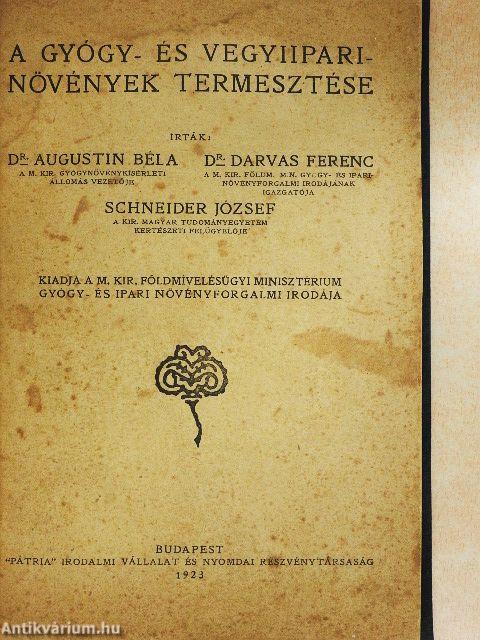 A GYÓGY- ÉS VEGYIIPARI-
NÖVÉNYEK TERMESZTÉSE
IRTÁK:
DR. AUGUSTIN BÉLA
A M. KIR. GYÓGYNÖVÉNYKISÉRLETI
ÁLLOMÁS VEZETŐJE
DR. DARVAS FERENC
A M. KIR. FÖLDM. M.N. GYÓGY- ÉS IPARI-
NÖVÉNYFORGALMI IRODÁJÁNAK
IGAZGATÓJA
SCHNEIDER JÓZSEF
A KIR. MAGYAR TUDOMÁNYEGYETEM
KERTÉSZETI FELÜGYELŐJE
KIADJA A M. KIR. FÖLDMÍVELÉSÜGYI MINISZTÉRIUM
GYÓGY- ÉS IPARI NÖVÉNYFORGALMI IRODÁJA
BUDAPEST
"PÁTRIA" IRODALMI VÁLLALAT ÉS NYOMDAI RÉSZVÉNYTÁRSASÁG
1923
Antikvárium.hu